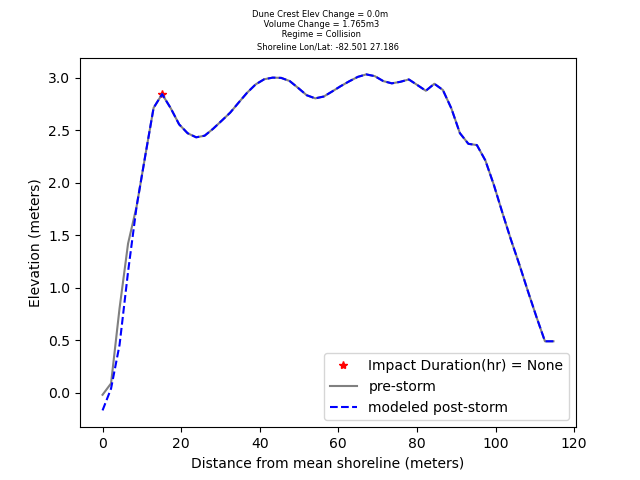 Dune Crest Elev Change = 0.0m
Volume Change = 1.765m3
Regime = Collision
Shoreline Lon/Lat: -82.501 27.186
3.0
2.5
2.0
1.5
1.0
0.5
0.0
Elevation (meters)
Impact Duration(hr) = None
pre-storm
modeled post-storm
0 20 40 60 80 100 120
Distance from mean shoreline (meters)